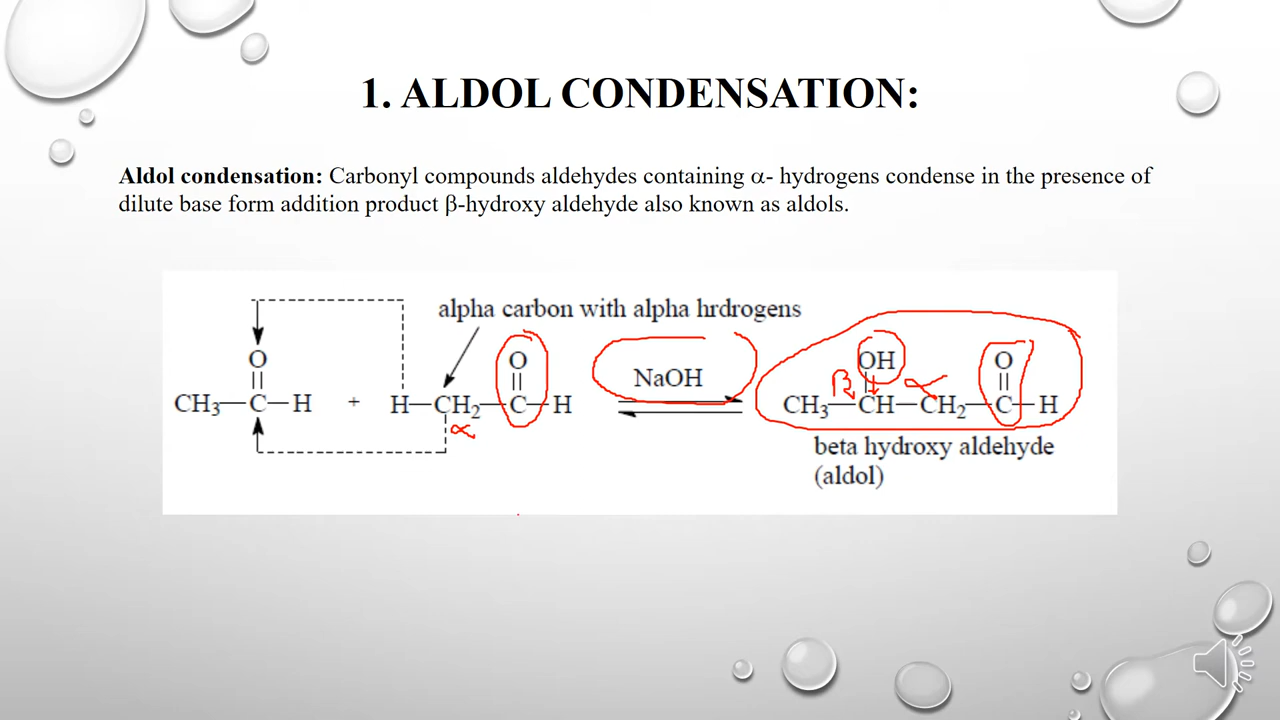 1. ALDOL CONDENSATION:
Aldol condensation: Carbonyl compounds aldehydes containing α- hydrogens condense in the presence of
dilute base form addition product β-hydroxy aldehyde also known as aldols.
alpha carbon with alpha hrdrogens
O O OH O
|| || NaOH | ||
β α
CH₃—C—H + H—CH₂—C—H CH₃—CH—CH₂—C—H
α
beta hydroxy aldehyde
(aldol)